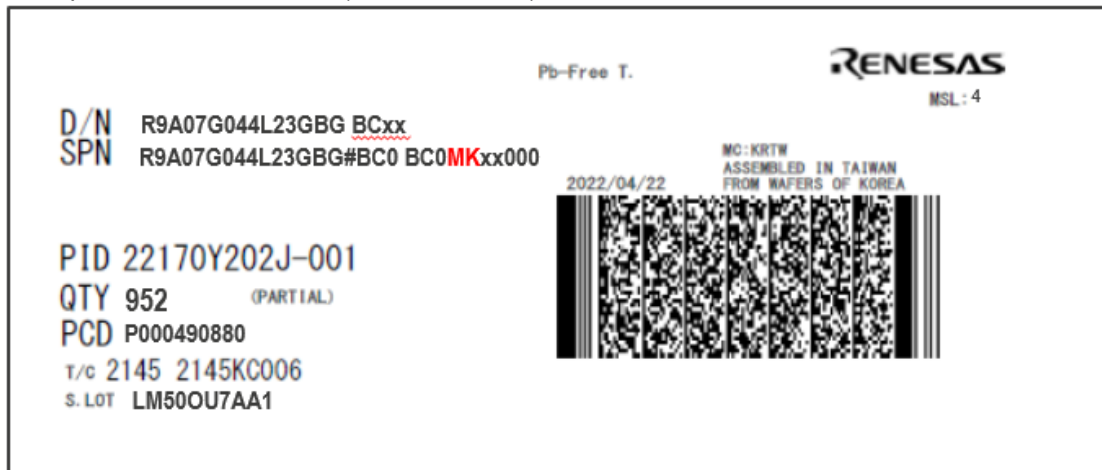 RENESAS
Pb-Free T.
MSL:4
D/N R9A07G044L23GBG BCxx
SPN R9A07G044L23GBG#BC0 BC0MKxx000
MC:KRTW
ASSEMBLED IN TAIWAN
2022/04/22 FROM WAFERS OF KOREA
PID 22170Y202J-001
QTY 952 (PARTIAL)
PCD P000490880
T/C 2145 2145KC006
S.LOT LM50OU7AA1